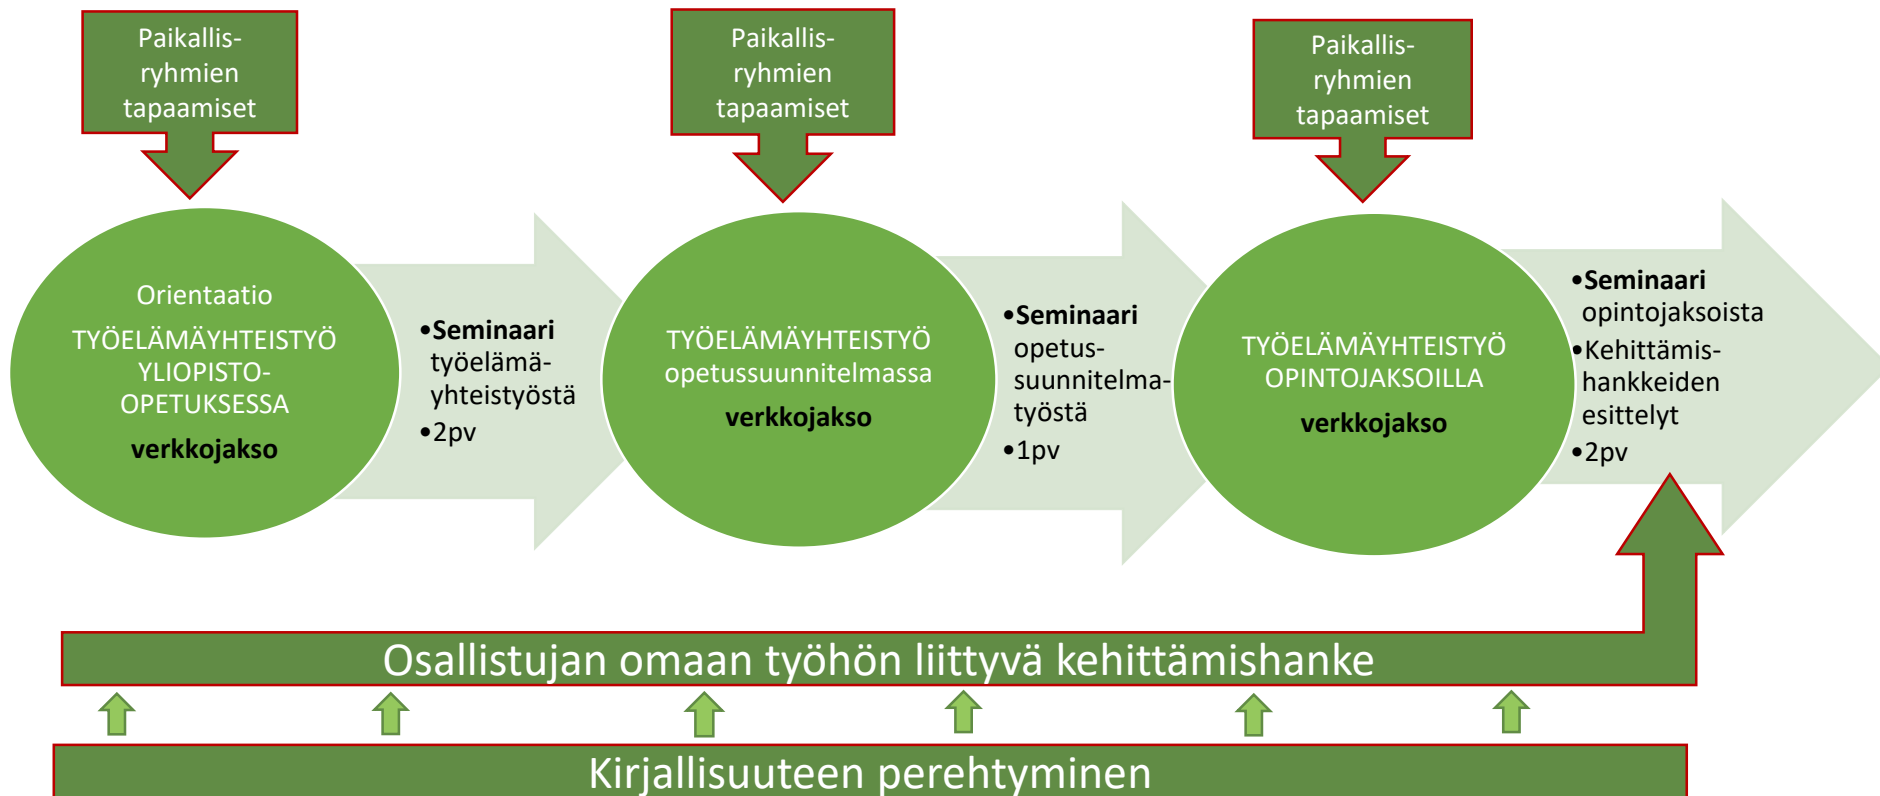 Paikallis-
ryhmien
tapaamiset
Paikallis-
ryhmien
tapaamiset
Paikallis-
ryhmien
tapaamiset
Orientaatio
TYÖELÄMÄYHTEISTYÖ
YLIOPISTO-
OPETUKSESSA
verkkojakso
•Seminaari
työelämä-
yhteistyöstä
•2pv
TYÖELÄMÄYHTEISTYÖ
opetussuunnitelmassa
verkkojakso
•Seminaari
opetus-
suunnitelma-
työstä
•1pv
TYÖELÄMÄYHTEISTYÖ
OPINTOJAKSOILLA
verkkojakso
•Seminaari
opintojaksoista
•Kehittämis-
hankkeiden
esittelyt
•2pv
Osallistujan omaan työhön liittyvä kehittämishanke
Kirjallisuuteen perehtyminen